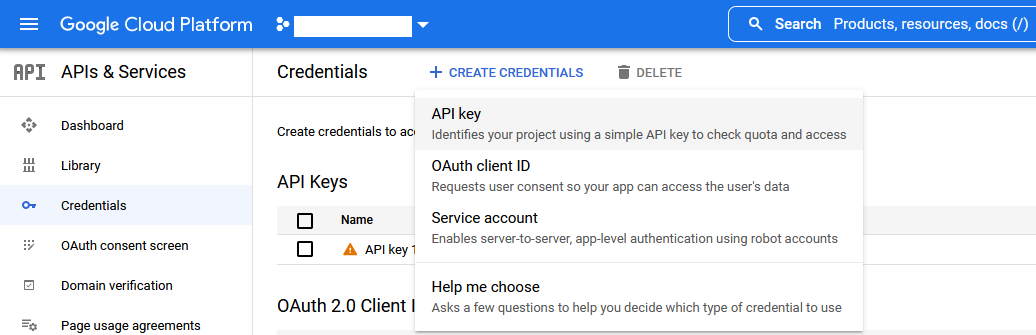 Google Cloud Platform
Search Products, resources, docs (/)
API APIs & Services
Credentials
+ CREATE CREDENTIALS
DELETE
Dashboard
Library
Credentials
OAuth consent screen
Domain verification
Page usage agreements
Create credentials to acc
API Keys
Name
API key 1
OAuth 2.0 Client I
API key
Identifies your project using a simple API key to check quota and access
OAuth client ID
Requests user consent so your app can access the user's data
Service account
Enables server-to-server, app-level authentication using robot accounts
Help me choose
Asks a few questions to help you decide which type of credential to use